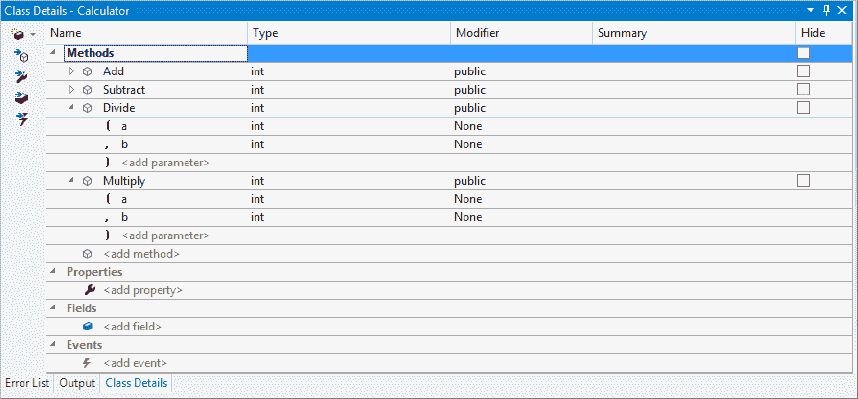 Class Details - Calculator
Name Type Modifier Summary Hide
Methods
Add int public
Subtract int public
Divide int public
( a int None
, b int None
) <add parameter>
Multiply int public
( a int None
, b int None
) <add parameter>
<add method>
Properties
<add property>
Fields
<add field>
Events
<add event>
Error List Output Class Details